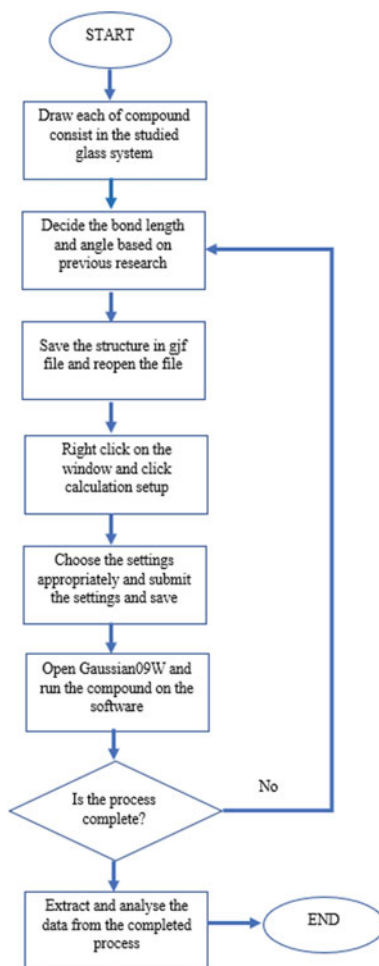 START
Draw each of compound
consist in the studied
glass system
Decide the bond length
and angle based on
previous research
Save the structure in gjf
file and reopen the file
Right click on the
window and click
calculation setup
Choose the settings
appropriately and submit
the settings and save
Open Gaussian09W and
run the compound on the
software
Is the process
complete?
No
Extract and analyse the
data from the completed
process
END